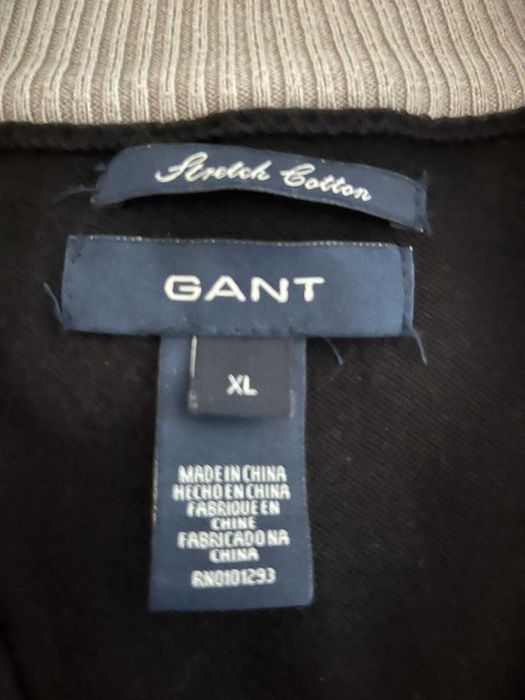 Stretch Cotton
GANT
XL
MADE IN CHINA
HECHO EN CHINA
FABRIQUE EN
CHINE
FABRICADO NA
CHINA
RN0101293